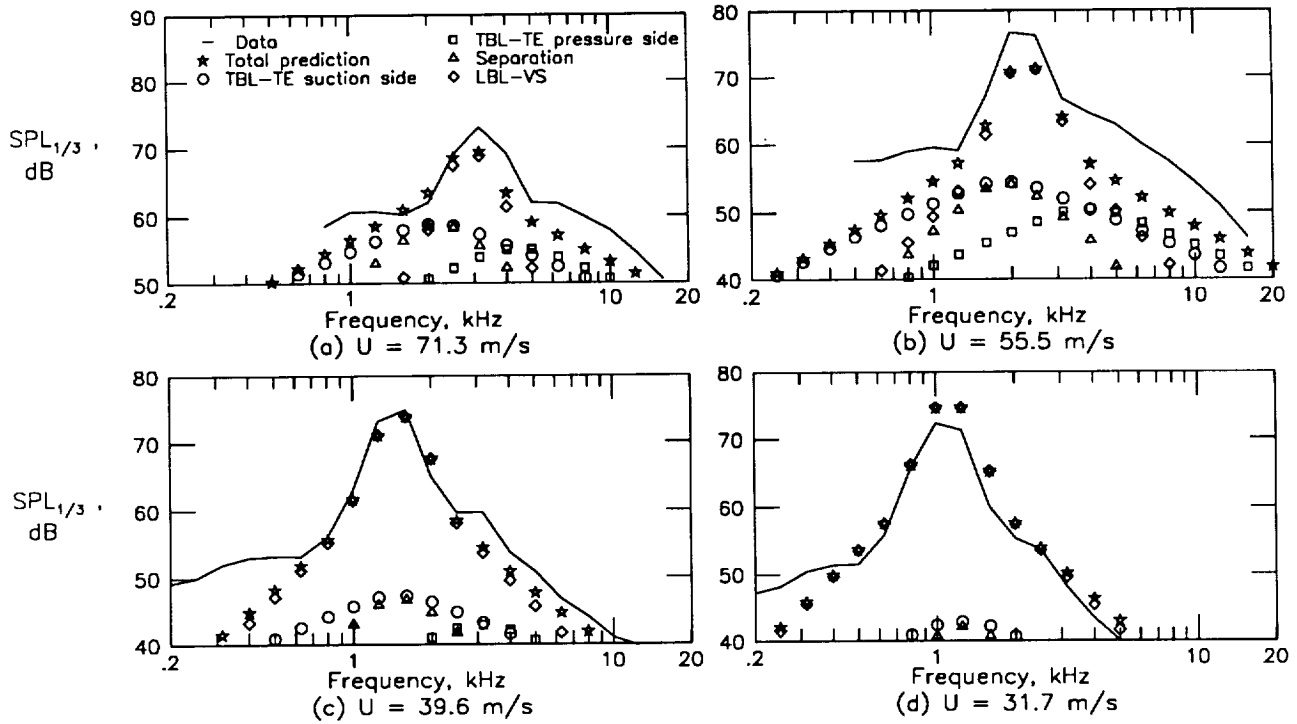 90
80
70
60
50
SPL1/3 ,
dB
Data
Total prediction
TBL-TE suction side
TBL-TE pressure side
Separation
LBL-VS
.2
1
10
20
Frequency, kHz
(a) U = 71.3 m/s
80
70
60
50
40
.2
1
10
20
Frequency, kHz
(b) U = 55.5 m/s
80
70
60
50
40
SPL1/3 ,
dB
.2
1
10
20
Frequency, kHz
(c) U = 39.6 m/s
80
70
60
50
40
.2
1
10
20
Frequency, kHz
(d) U = 31.7 m/s